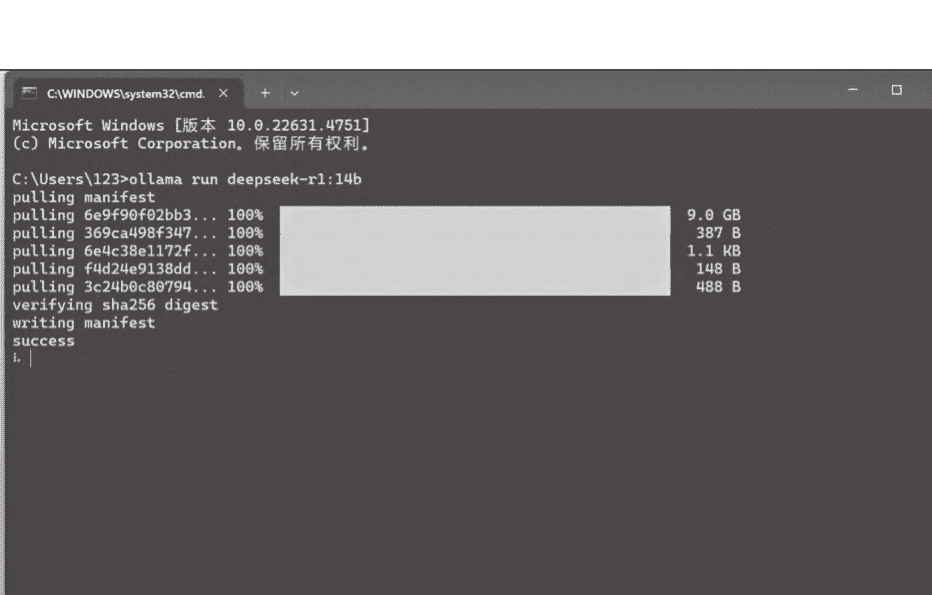 C:\WINDOWS\system32\cmd.
Microsoft Windows [版本 10.0.22631.4751]
(c) Microsoft Corporation。保留所有权利。
C:\Users\123>ollama run deepseek-r1:14b
pulling manifest
pulling 6e9f90f02bb3... 100% 9.0 GB
pulling 369ca498f347... 100% 387 B
pulling 6e4c38e1172f... 100% 1.1 KB
pulling f4d24e9138dd... 100% 148 B
pulling 3c24b0c80794... 100% 488 B
verifying sha256 digest
writing manifest
success